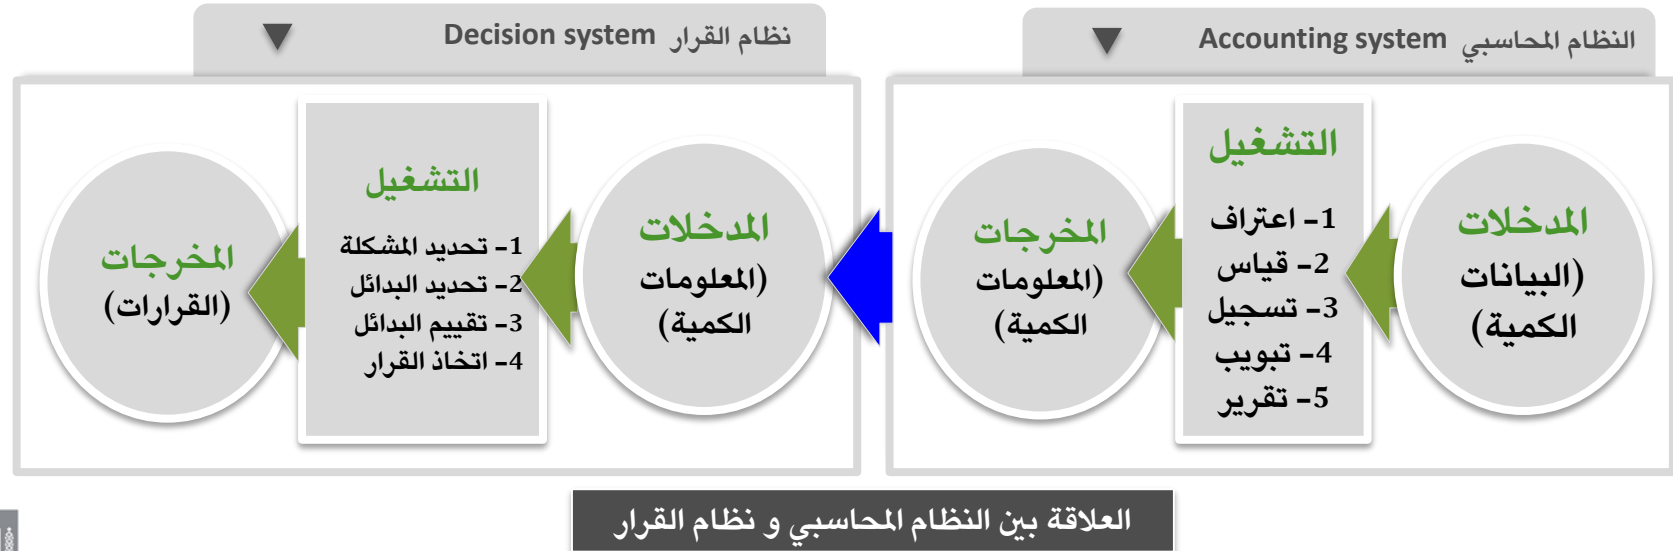 النظام المحاسبي Accounting system
المدخلات
(البيانات
الكمية)
التشغيل
1- اعتراف
2- قياس
3- تسجيل
4- تبويب
5- تقرير
المخرجات
(المعلومات
الكمية)
نظام القرار Decision system
المدخلات
(المعلومات
الكمية)
التشغيل
1- تحديد المشكلة
2- تحديد البدائل
3- تقييم البدائل
4- اتخاذ القرار
المخرجات
(القرارات)
العلاقة بين النظام المحاسبي و نظام القرار